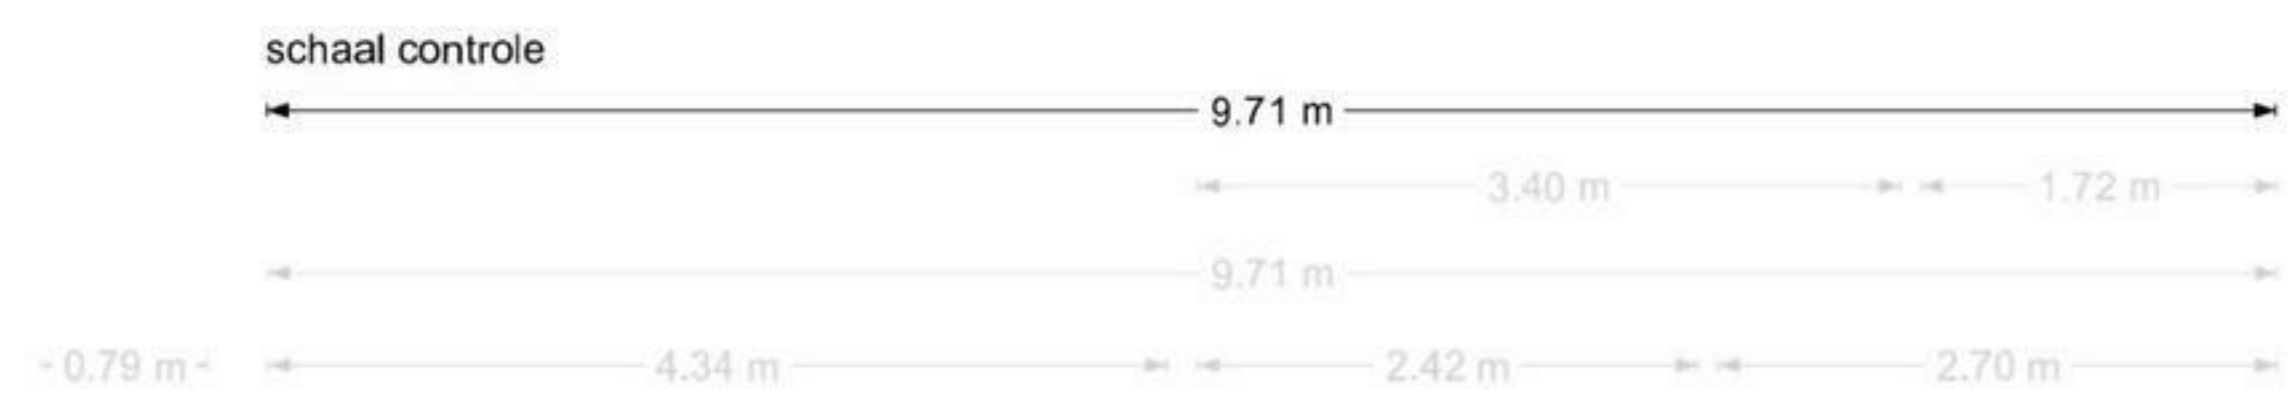 schaal controle
9.71 m
3.40 m 1.72 m
9.71 m
0.79 m 4.34 m 2.42 m 2.70 m